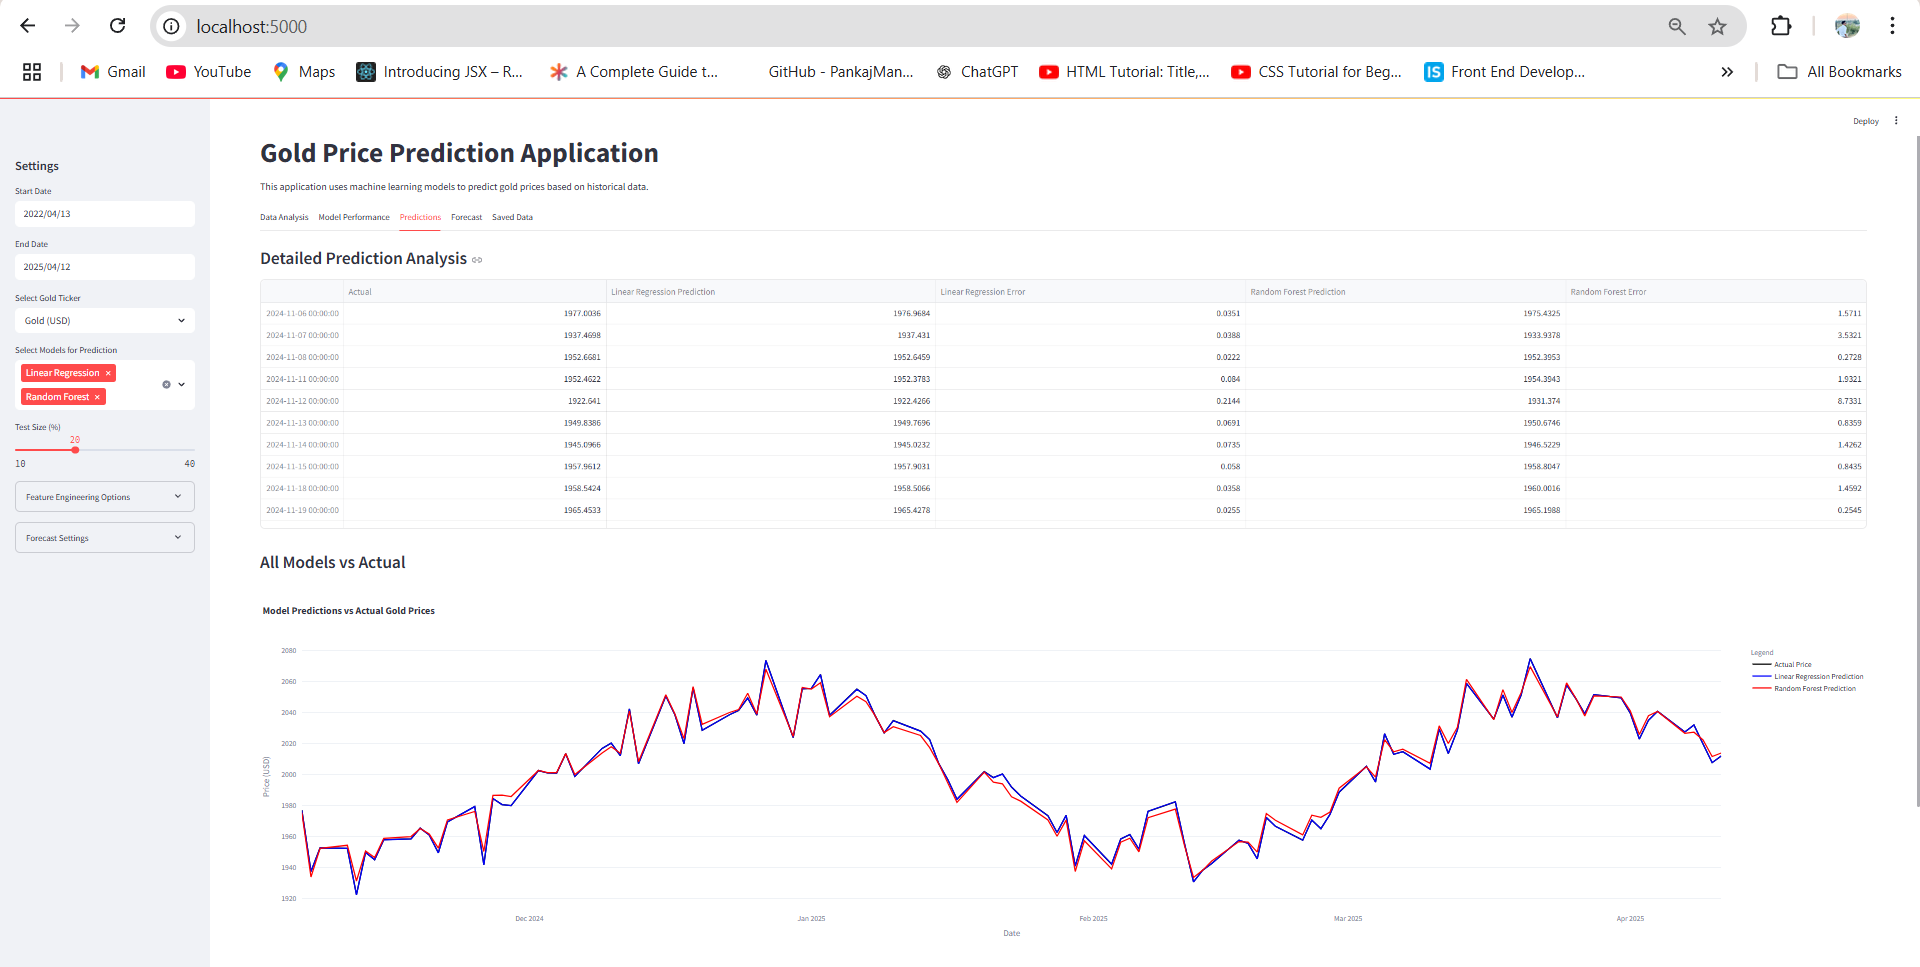 localhost:5000
Gmail YouTube Maps Introducing JSX – R... A Complete Guide t... GitHub - PankajMan... ChatGPT HTML Tutorial: Title,... CSS Tutorial for Beg... IS Front End Develop... » All Bookmarks
Deploy
Settings
Start Date
2022/04/13
End Date
2025/04/12
Select Gold Ticker
Gold (USD)
Select Models for Prediction
Linear Regression ×
Random Forest ×
Test Size (%)
20
10 40
Feature Engineering Options
Forecast Settings
Gold Price Prediction Application
This application uses machine learning models to predict gold prices based on historical data.
Data Analysis Model Performance Predictions Forecast Saved Data
Detailed Prediction Analysis
Actual Linear Regression Prediction Linear Regression Error Random Forest Prediction Random Forest Error
2024-11-06 00:00:00 1977.0036 1976.9684 0.0351 1975.4325 1.5711
2024-11-07 00:00:00 1937.4698 1937.431 0.0388 1933.9378 3.5321
2024-11-08 00:00:00 1952.6681 1952.6459 0.0222 1952.3953 0.2728
2024-11-11 00:00:00 1952.4622 1952.3783 0.084 1954.3943 1.9321
2024-11-12 00:00:00 1922.641 1922.4266 0.2144 1931.374 8.7331
2024-11-13 00:00:00 1949.8386 1949.7696 0.0691 1950.6746 0.8359
2024-11-14 00:00:00 1945.0966 1945.0232 0.0735 1946.5229 1.4262
2024-11-15 00:00:00 1957.9612 1957.9031 0.058 1958.8047 0.8435
2024-11-18 00:00:00 1958.5424 1958.5066 0.0358 1960.0016 1.4592
2024-11-19 00:00:00 1965.4533 1965.4278 0.0255 1965.1988 0.2545
All Models vs Actual
Model Predictions vs Actual Gold Prices
2080
2060
2040
2020
2000
1980
1960
1940
1920
Price (USD)
Dec 2024 Jan 2025 Feb 2025 Mar 2025 Apr 2025
Date
Legend
Actual Price
Linear Regression Prediction
Random Forest Prediction